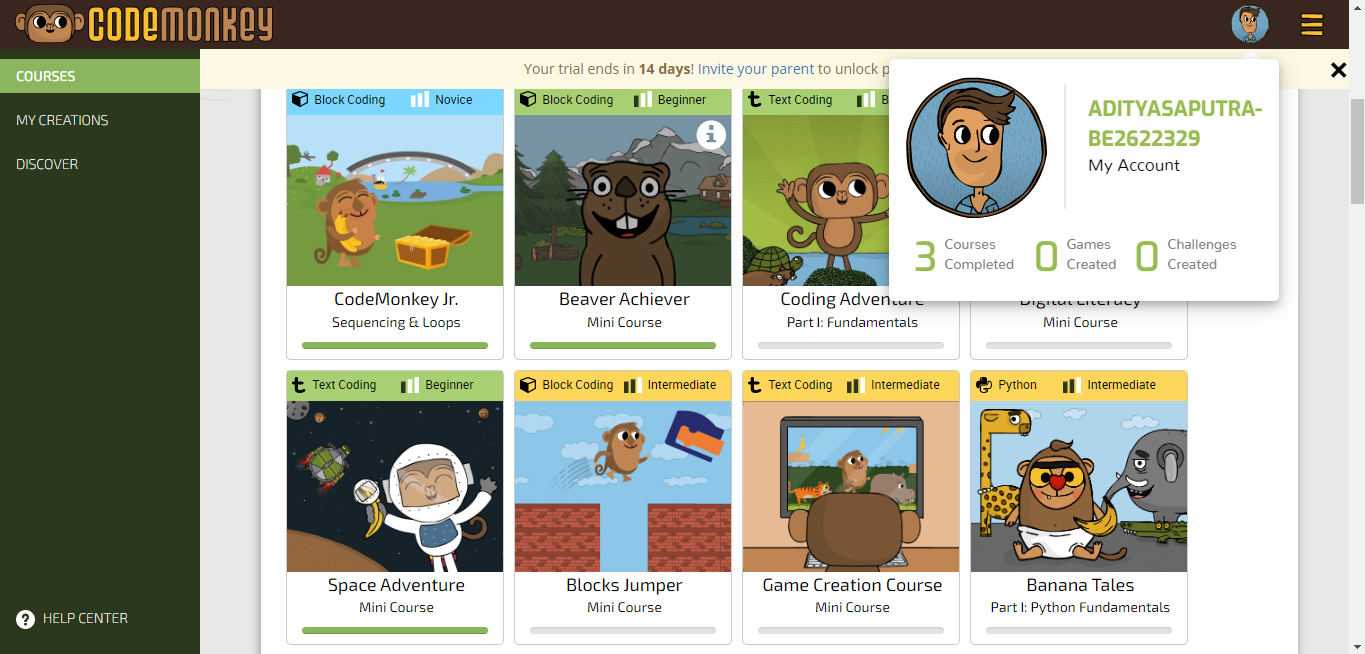 CODEMONKEY
COURSES
MY CREATIONS
DISCOVER
HELP CENTER
Your trial ends in 14 days! Invite your parent to unlock
ADITYASAPUTRA-
BE2622329
My Account
3 Courses Completed
0 Games Created
0 Challenges Created
Block Coding Novice
CodeMonkey Jr.
Sequencing & Loops
Block Coding Beginner
Beaver Achiever
Mini Course
Text Coding
Coding Adventure
Part I: Fundamentals
Digital Literacy
Mini Course
Text Coding Beginner
Space Adventure
Mini Course
Block Coding Intermediate
Blocks Jumper
Mini Course
Text Coding Intermediate
Game Creation Course
Mini Course
Python Intermediate
Banana Tales
Part I: Python Fundamentals